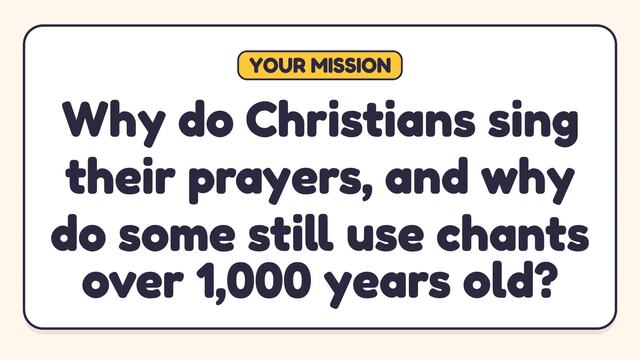 YOUR MISSION
Why do Christians sing
their prayers, and why
do some still use chants
over 1,000 years old?